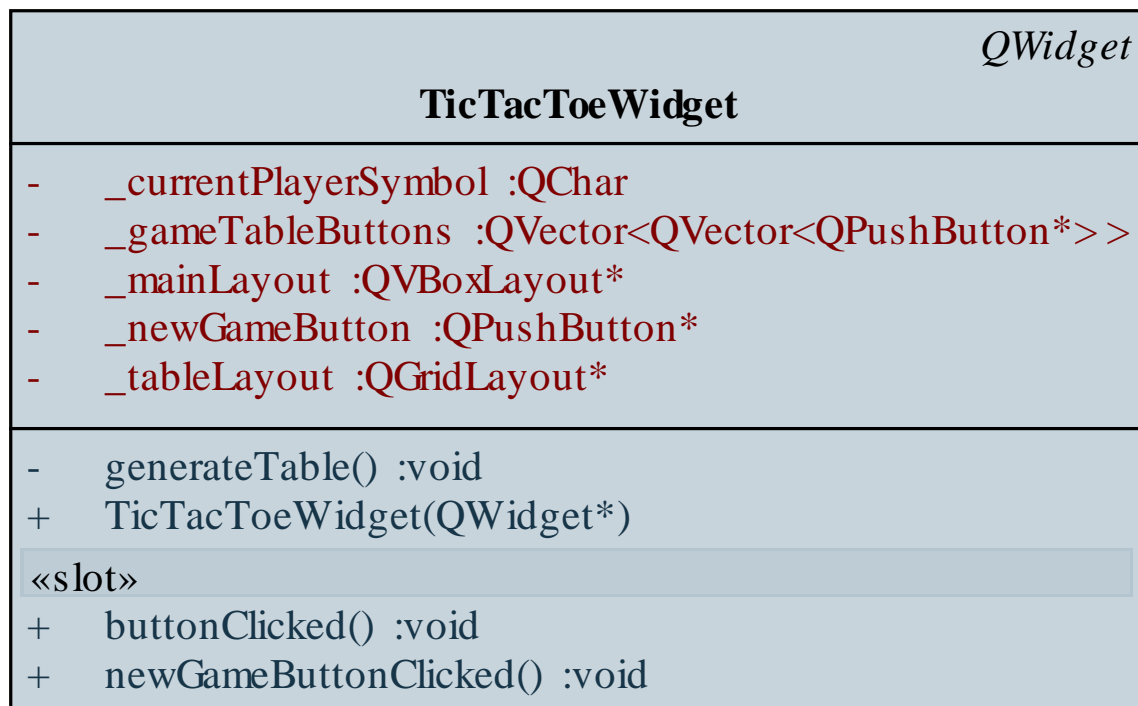 QWidget
TicTacToeWidget
- _currentPlayerSymbol :QChar
- _gameTableButtons :QVector<QVector<QPushButton*>>
- _mainLayout :QVBoxLayout*
- _newGameButton :QPushButton*
- _tableLayout :QGridLayout*
- generateTable() :void
+ TicTacToeWidget(QWidget*)
«slot»
+ buttonClicked() :void
+ newGameButtonClicked() :void